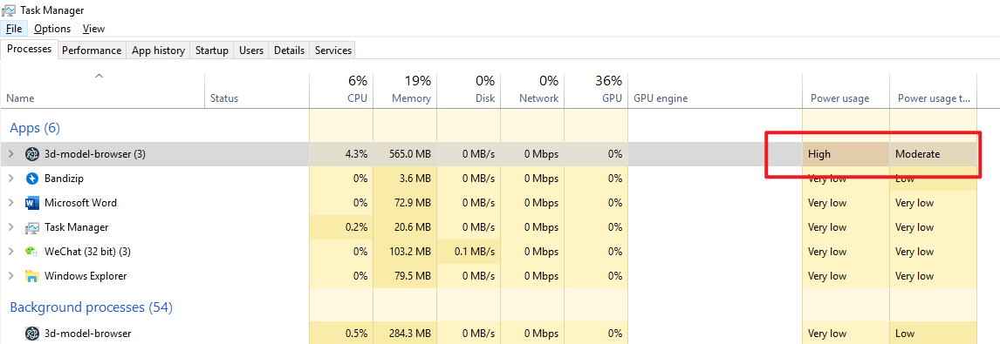 Task Manager
File Options View
Processes Performance App history Startup Users Details Services
6% 19% 0% 0% 36%
Name Status CPU Memory Disk Network GPU GPU engine Power usage Power usage t...
Apps (6)
3d-model-browser (3) 4.3% 565.0 MB 0 MB/s 0 Mbps 0% High Moderate
Bandizip 0% 3.6 MB 0 MB/s 0 Mbps 0% Very low Low
Microsoft Word 0% 72.9 MB 0 MB/s 0 Mbps 0% Very low Very low
Task Manager 0.2% 20.6 MB 0 MB/s 0 Mbps 0% Very low Very low
WeChat (32 bit) (3) 0% 103.2 MB 0.1 MB/s 0 Mbps 0% Very low Very low
Windows Explorer 0% 79.5 MB 0 MB/s 0 Mbps 0% Very low Very low
Background processes (54)
3d-model-browser 0.5% 284.3 MB 0 MB/s 0 Mbps 0% Very low Low